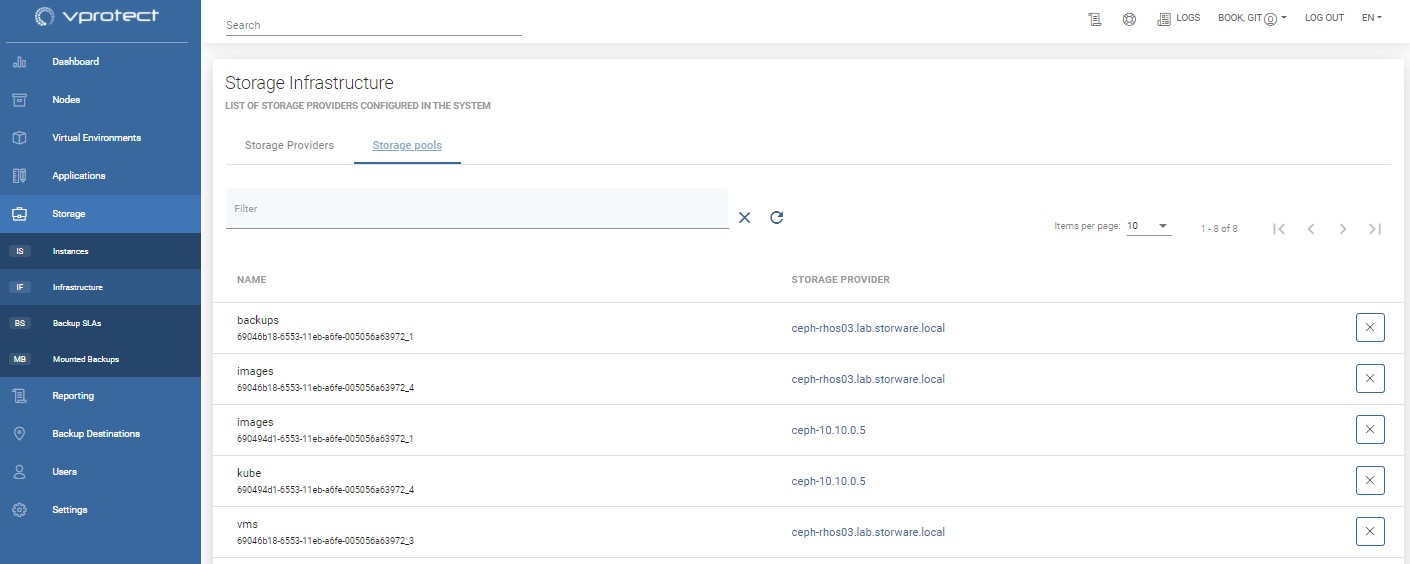 vprotect
Dashboard
Nodes
Virtual Environments
Applications
Storage
IS Instances
IF Infrastructure
BS Backup SLAs
MB Mounted Backups
Reporting
Backup Destinations
Users
Settings
Search
LOGS
BOOK, GIT
LOG OUT
EN
Storage Infrastructure
LIST OF STORAGE PROVIDERS CONFIGURED IN THE SYSTEM
Storage Providers Storage pools
Filter
Items per page: 10 1 - 8 of 8
NAME STORAGE PROVIDER
backups
69046b18-6553-11eb-a6fe-005056a63972_1
ceph-rhos03.lab.storware.local
images
69046b18-6553-11eb-a6fe-005056a63972_4
ceph-rhos03.lab.storware.local
images
690494d1-6553-11eb-a6fe-005056a63972_1
ceph-10.10.0.5
kube
690494d1-6553-11eb-a6fe-005056a63972_4
ceph-10.10.0.5
vms
69046b18-6553-11eb-a6fe-005056a63972_3
ceph-rhos03.lab.storware.local